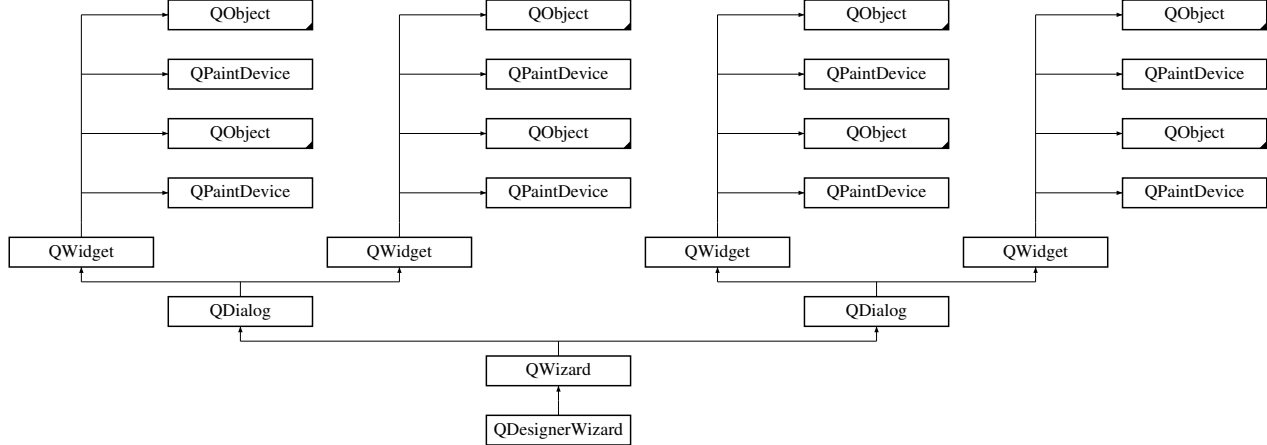 QObject QObject QObject QObject
QPaintDevice QPaintDevice QPaintDevice QPaintDevice
QObject QObject QObject QObject
QPaintDevice QPaintDevice QPaintDevice QPaintDevice
QWidget QWidget QWidget QWidget
QDialog QDialog
QWizard
QDesignerWizard